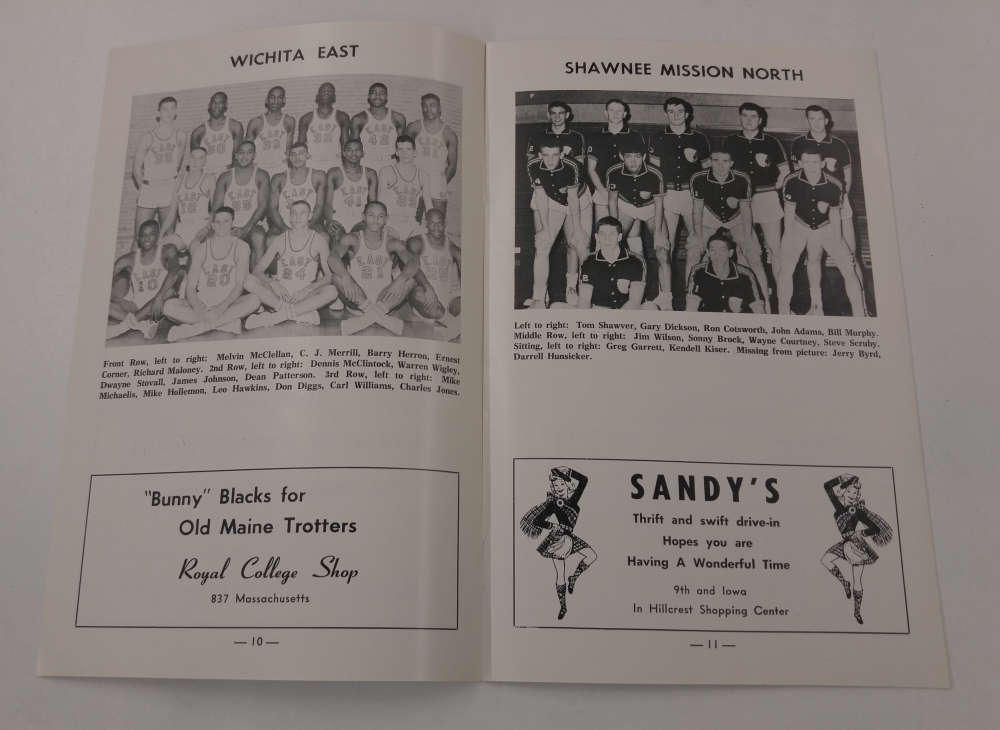 WICHITA EAST
Front Row, left to right: Melvin McClellan, C. J. Merrill, Barry Herron, Ernest
Corner, Richard Maloney. 2nd Row, left to right: Dennis McClintock, Warren Wigley,
Dwayne Stovall, James Johnson, Dean Patterson. 3rd Row, left to right: Mike
Michaelis, Mike Hollemon, Leo Hawkins, Don Diggs, Carl Williams, Charles Jones.
"Bunny" Blacks for
Old Maine Trotters
Royal College Shop
837 Massachusetts
— 10 —
SHAWNEE MISSION NORTH
Left to right: Tom Shawver, Gary Dickson, Ron Cotsworth, John Adams, Bill Murphy.
Middle Row, left to right: Jim Wilson, Sonny Brock, Wayne Courtney, Steve Scruby.
Sitting, left to right: Greg Garrett, Kendell Kiser. Missing from picture: Jerry Byrd,
Darrell Hunsicker.
SANDY'S
Thrift and swift drive-in
Hopes you are
Having A Wonderful Time
9th and Iowa
In Hillcrest Shopping Center
— 11 —